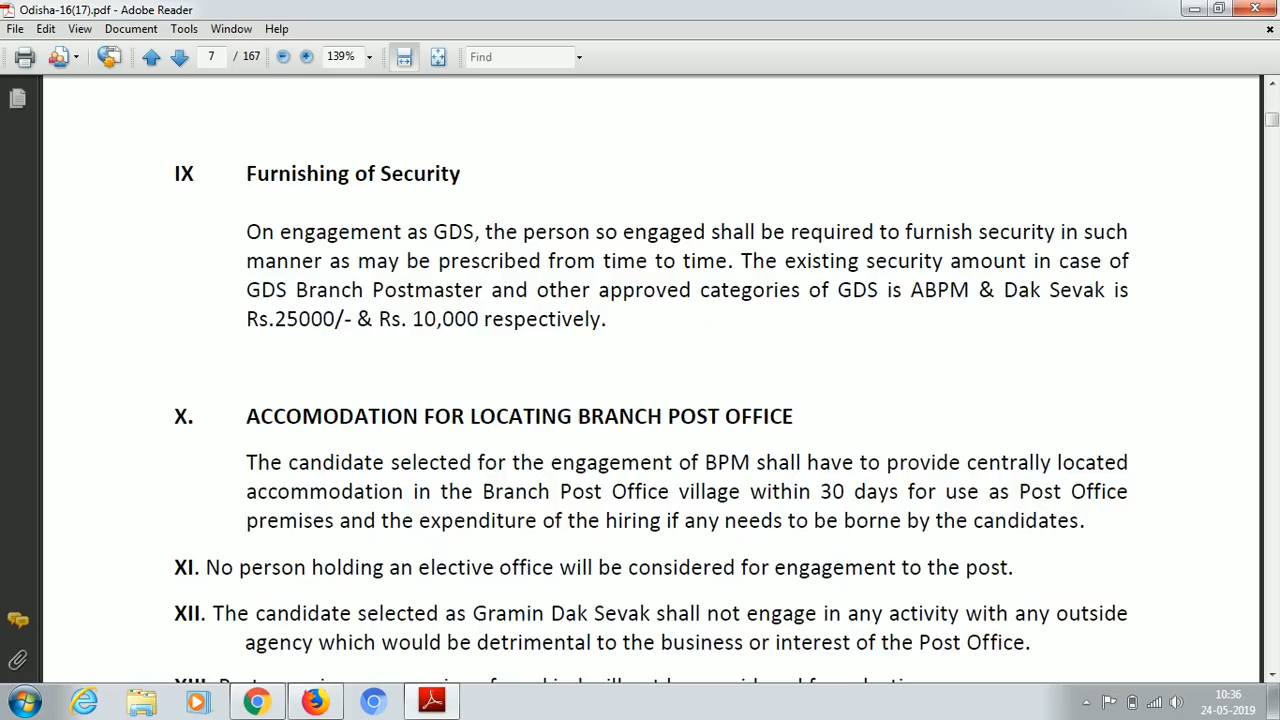 Odisha-16(17).pdf - Adobe Reader
File Edit View Document Tools Window Help
7 / 167 139% Find
IX Furnishing of Security
On engagement as GDS, the person so engaged shall be required to furnish security in such
manner as may be prescribed from time to time. The existing security amount in case of
GDS Branch Postmaster and other approved categories of GDS is ABPM & Dak Sevak is
Rs.25000/- & Rs. 10,000 respectively.
X. ACCOMODATION FOR LOCATING BRANCH POST OFFICE
The candidate selected for the engagement of BPM shall have to provide centrally located
accommodation in the Branch Post Office village within 30 days for use as Post Office
premises and the expenditure of the hiring if any needs to be borne by the candidates.
XI. No person holding an elective office will be considered for engagement to the post.
XII. The candidate selected as Gramin Dak Sevak shall not engage in any activity with any outside
agency which would be detrimental to the business or interest of the Post Office.
10:36
24-05-2019